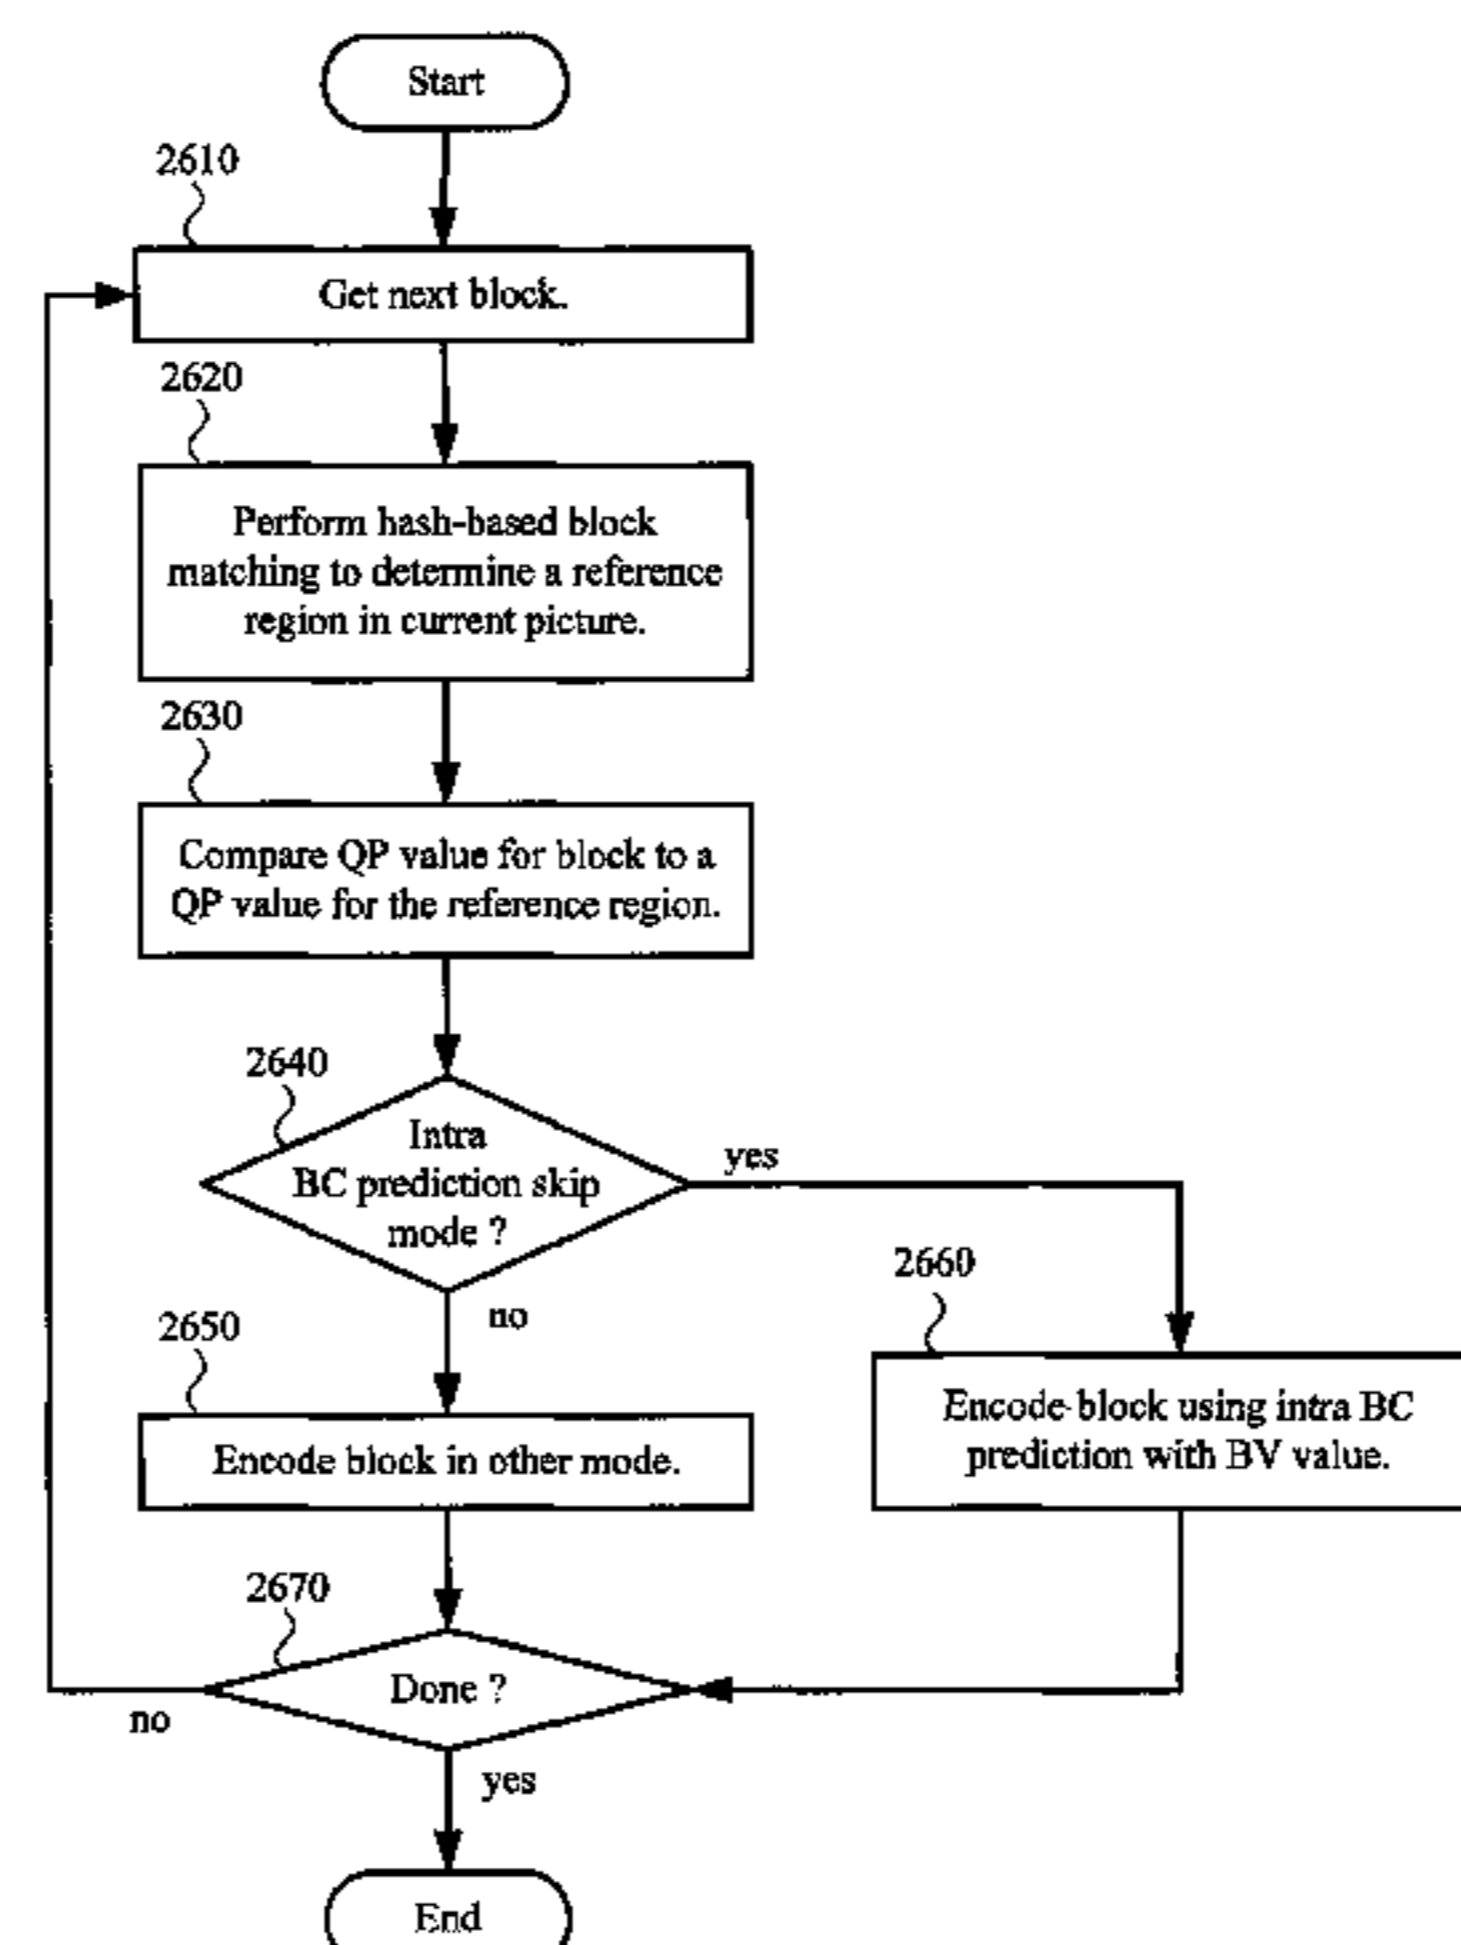 Start
2610
Get next block.
2620
Perform hash-based block
matching to determine a reference
region in current picture.
2630
Compare QP value for block to a
QP value for the reference region.
2640
Intra
BC prediction skip
mode ?
yes
no
2650
Encode block in other mode.
2660
Encode block using intra BC
prediction with BV value.
2670
Done ?
no
yes
End